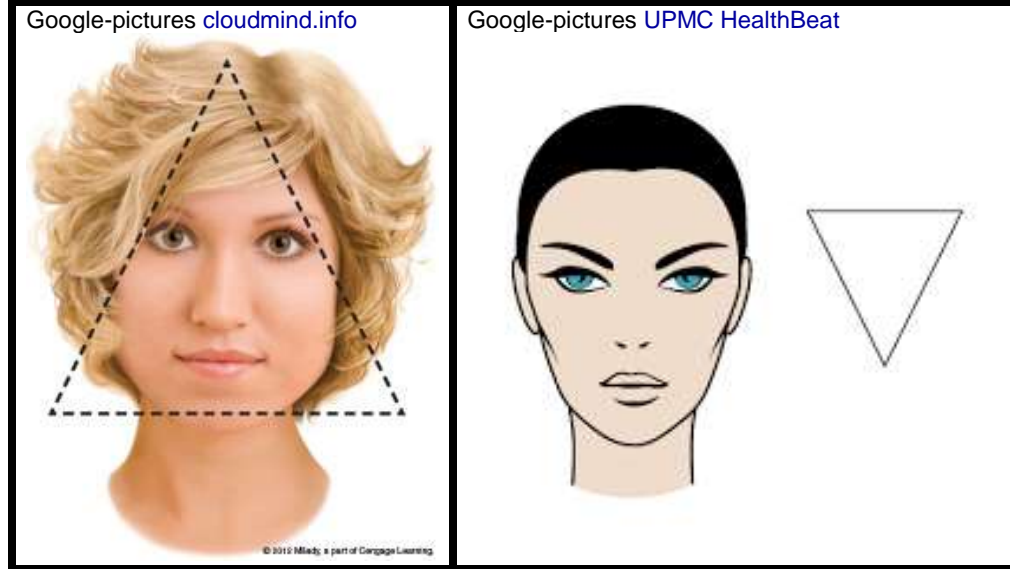 Google-pictures cloudmind.info
Google-pictures UPMC HealthBeat
© 2012 Milady, a part of Cengage Learning.